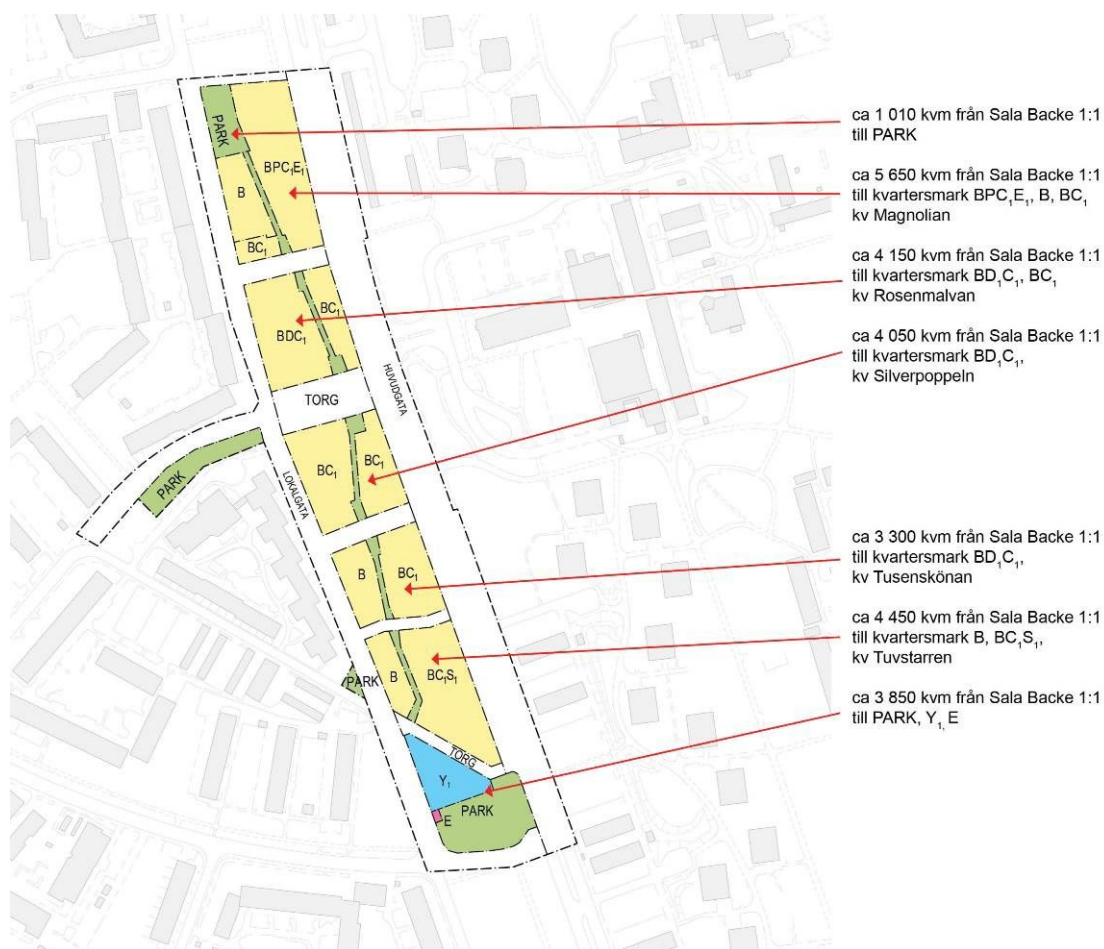 PARK
BPC₁E₁
B
BC₁
BC₁
BDC₁
HUVUDGATA
TORG
BC₁
BC₁
LOKALGATA
PARK
B
BC₁
B
BC₁S₁
PARK
TORG
Y₁
PARK
E
ca 1 010 kvm från Sala Backe 1:1
till PARK
ca 5 650 kvm från Sala Backe 1:1
till kvartersmark BPC₁E₁, B, BC₁
kv Magnolian
ca 4 150 kvm från Sala Backe 1:1
till kvartersmark BD₁C₁, BC₁
kv Rosenmalvan
ca 4 050 kvm från Sala Backe 1:1
till kvartersmark BD₁C₁,
kv Silverpoppeln
ca 3 300 kvm från Sala Backe 1:1
till kvartersmark BD₁C₁,
kv Tusenskönan
ca 4 450 kvm från Sala Backe 1:1
till kvartersmark B, BC₁S₁,
kv Tuvstarren
ca 3 850 kvm från Sala Backe 1:1
till PARK, Y₁, E